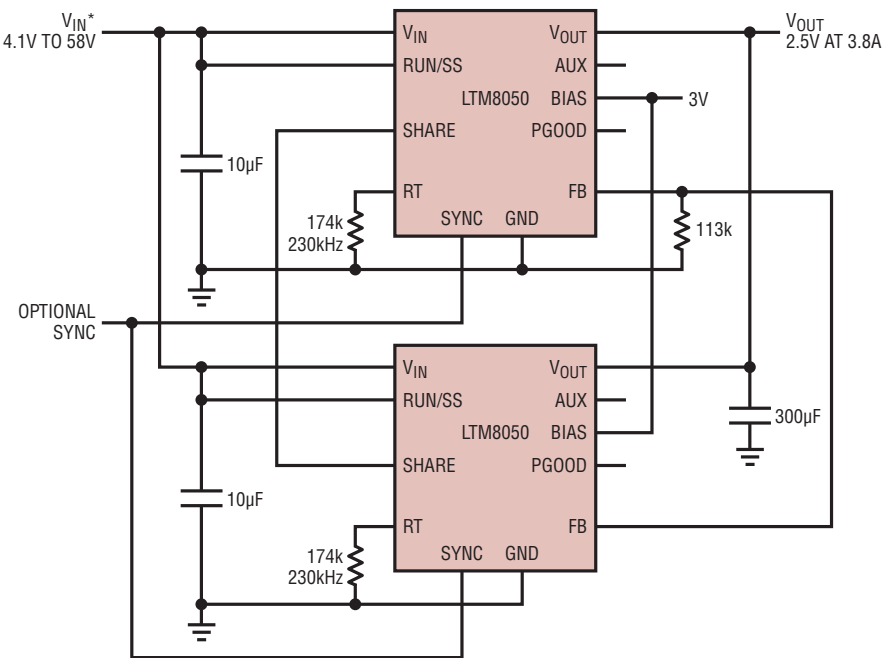 VIN*
4.1V TO 58V
VIN
VOUT
VOUT
2.5V AT 3.8A
RUN/SS
AUX
LTM8050
BIAS
3V
SHARE
PGOOD
10µF
RT
FB
174k
230kHz
SYNC
GND
113k
OPTIONAL
SYNC
VIN
VOUT
RUN/SS
AUX
300µF
LTM8050
BIAS
SHARE
PGOOD
10µF
RT
FB
174k
230kHz
SYNC
GND